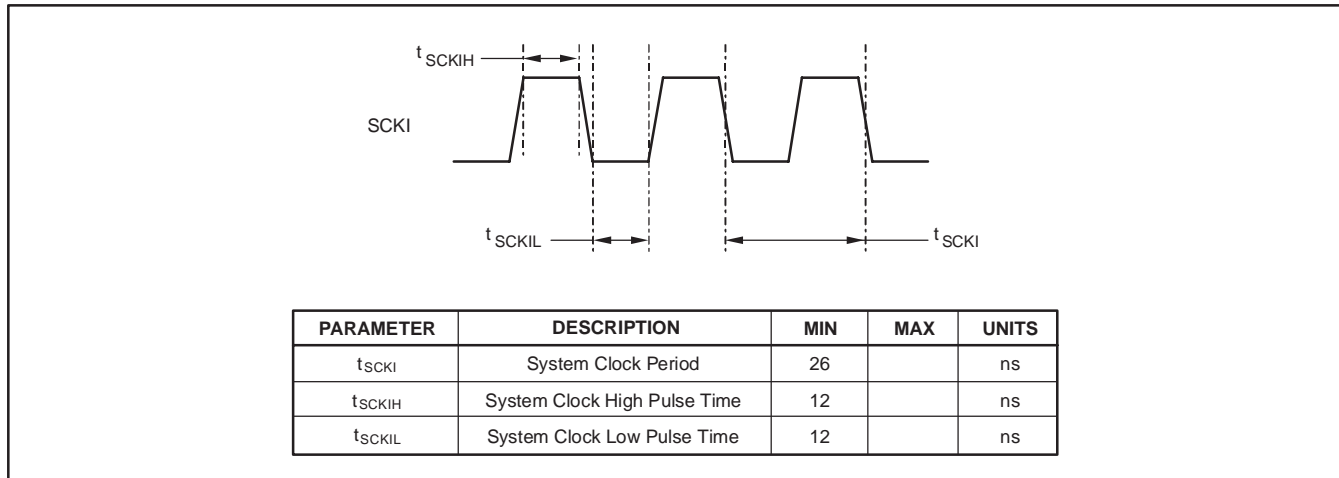 tSCKIH
SCKI
tSCKIL
tSCKI
PARAMETER DESCRIPTION MIN MAX UNITS
tSCKI System Clock Period 26 ns
tSCKIH System Clock High Pulse Time 12 ns
tSCKIL System Clock Low Pulse Time 12 ns